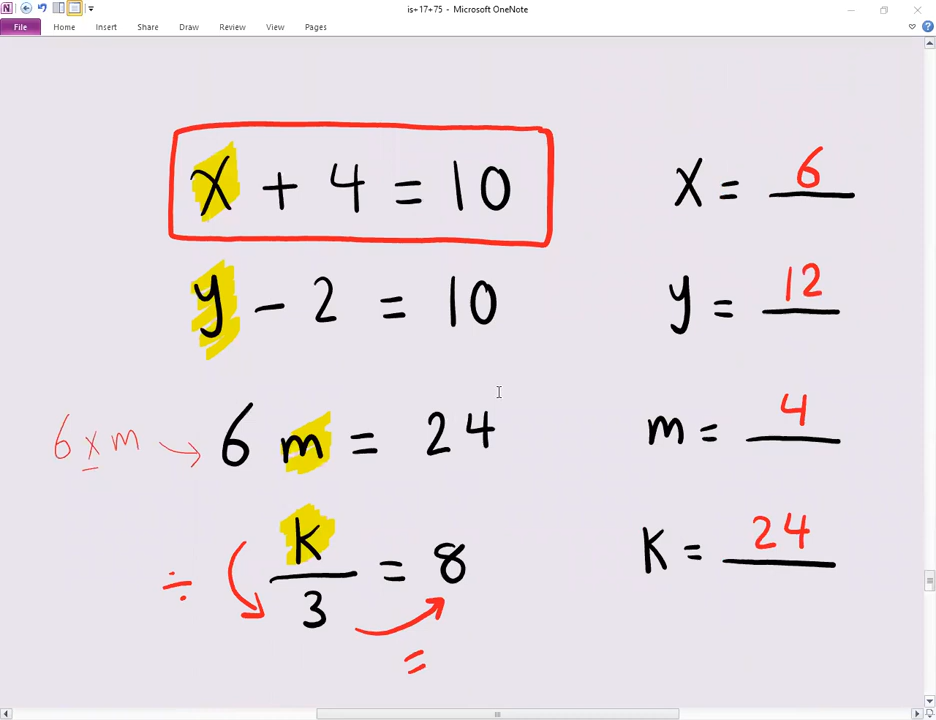 is+17+75 - Microsoft OneNote
File Home Insert Share Draw Review View Pages
x + 4 = 10 x = 6
y - 2 = 10 y = 12
6 x m → 6 m = 24 m = 4
÷ k/3 = 8 k = 24
=